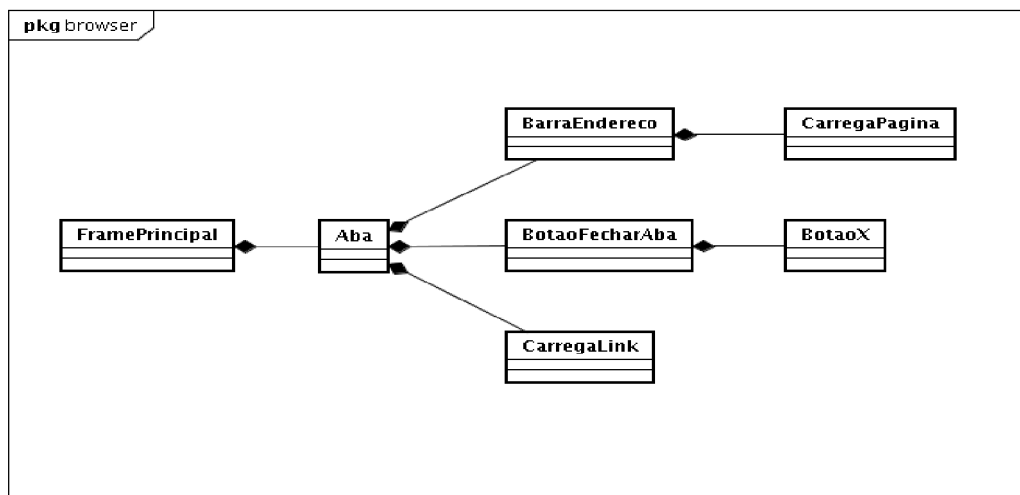 pkg browser
BarraEndereco
CarregaPagina
FramePrincipal
Aba
BotaoFecharAba
BotaoX
CarregaLink